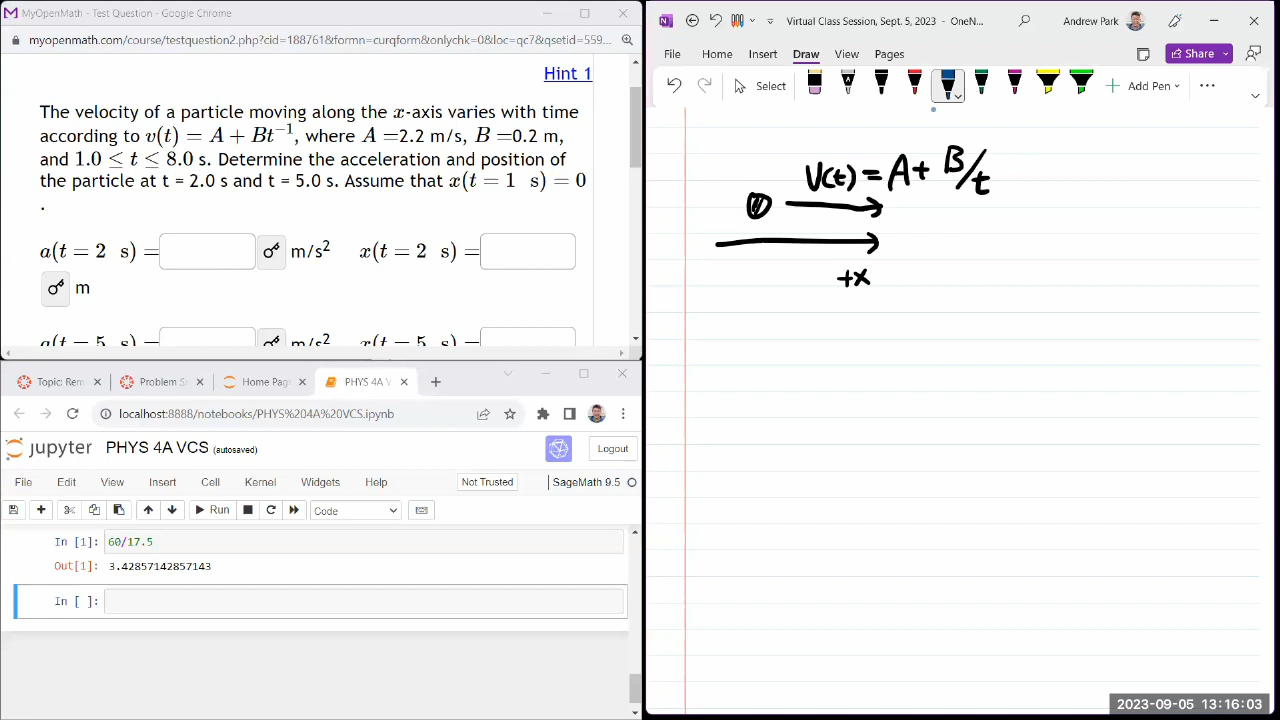 MyOpenMath - Test Question - Google Chrome
myopenmath.com/course/testquestion2.php?cid=188761&formn=curqform&onlychk=0&loc=qc7&qsetid=559...
Hint 1
The velocity of a particle moving along the x-axis varies with time
according to v(t) = A + Bt⁻¹, where A =2.2 m/s, B =0.2 m,
and 1.0 ≤ t ≤ 8.0 s. Determine the acceleration and position of
the particle at t = 2.0 s and t = 5.0 s. Assume that x(t = 1 s) = 0
.
a(t = 2 s) = m/s² x(t = 2 s) =
m
a(t = 5 s) = m/s² x(t = 5 s) =
Topic: Rem
Problem S
Home Page
PHYS 4A V
localhost:8888/notebooks/PHYS%204A%20VCS.ipynb
jupyter PHYS 4A VCS (autosaved)
Logout
File Edit View Insert Cell Kernel Widgets Help
Not Trusted
SageMath 9.5
Run
Code
In [1]: 60/17.5
Out[1]: 3.42857142857143
In [ ]:
Virtual Class Session, Sept. 5, 2023 - OneN...
Andrew Park
File Home Insert Draw View Pages
Share
Select
Add Pen
V(t) = A + B/t
+x
2023-09-05 13:16:03